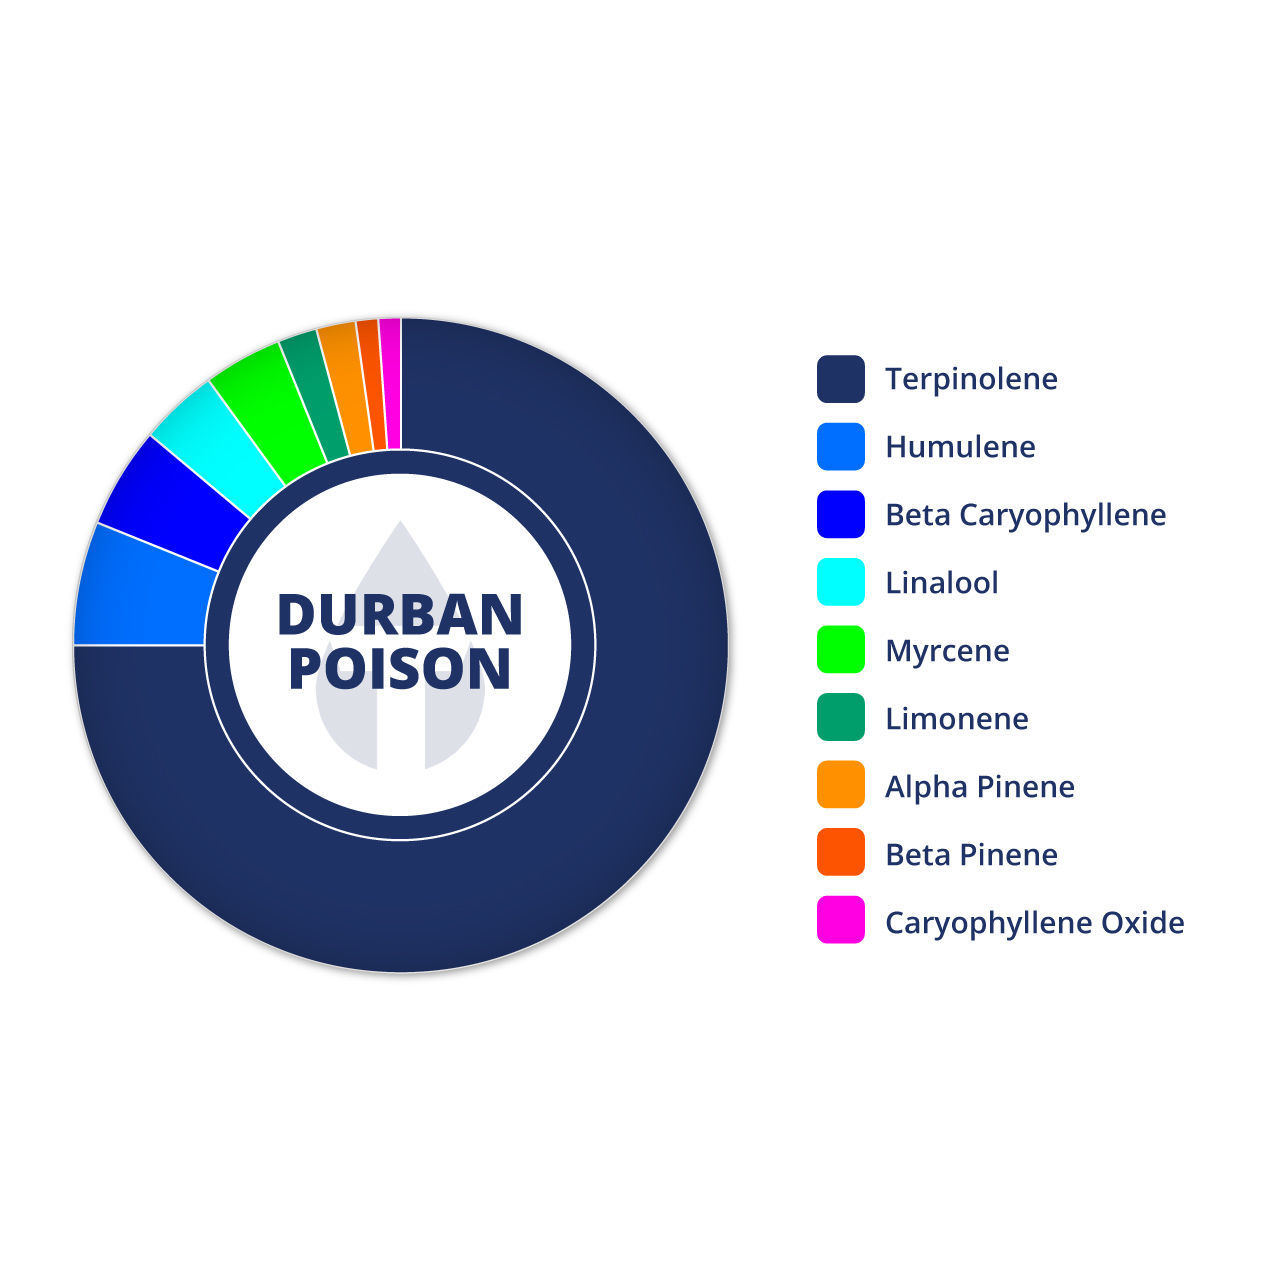 DURBAN
POISON
Terpinolene
Humulene
Beta Caryophyllene
Linalool
Myrcene
Limonene
Alpha Pinene
Beta Pinene
Caryophyllene Oxide